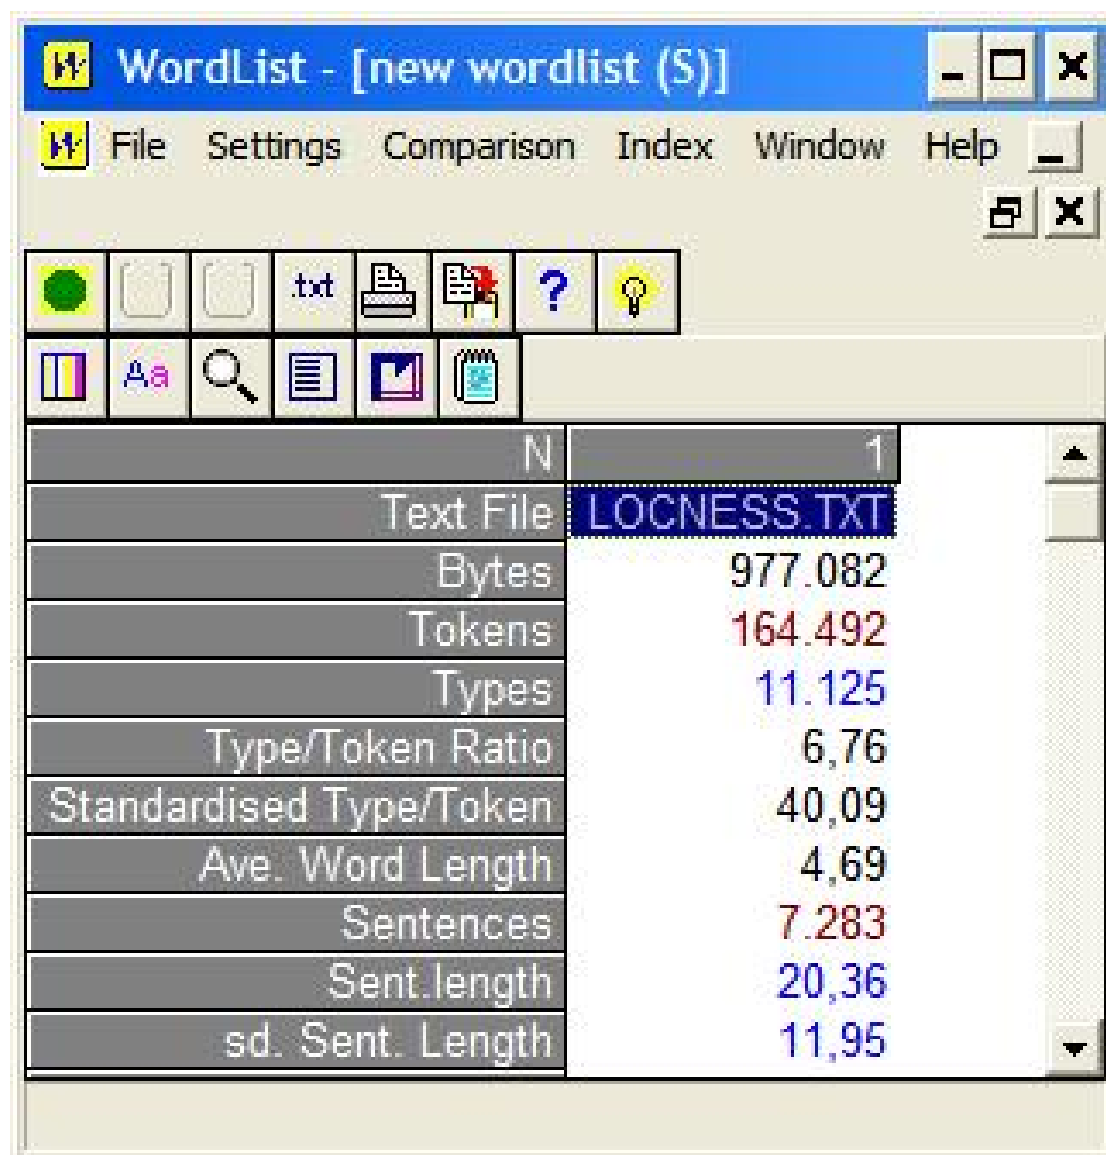 WordList - [new wordlist (S)]
File Settings Comparison Index Window Help
.txt ?
Aa
N 1
Text File LOCNESS.TXT
Bytes 977.082
Tokens 164.492
Types 11.125
Type/Token Ratio 6,76
Standardised Type/Token 40,09
Ave. Word Length 4,69
Sentences 7.283
Sent.length 20,36
sd. Sent. Length 11,95